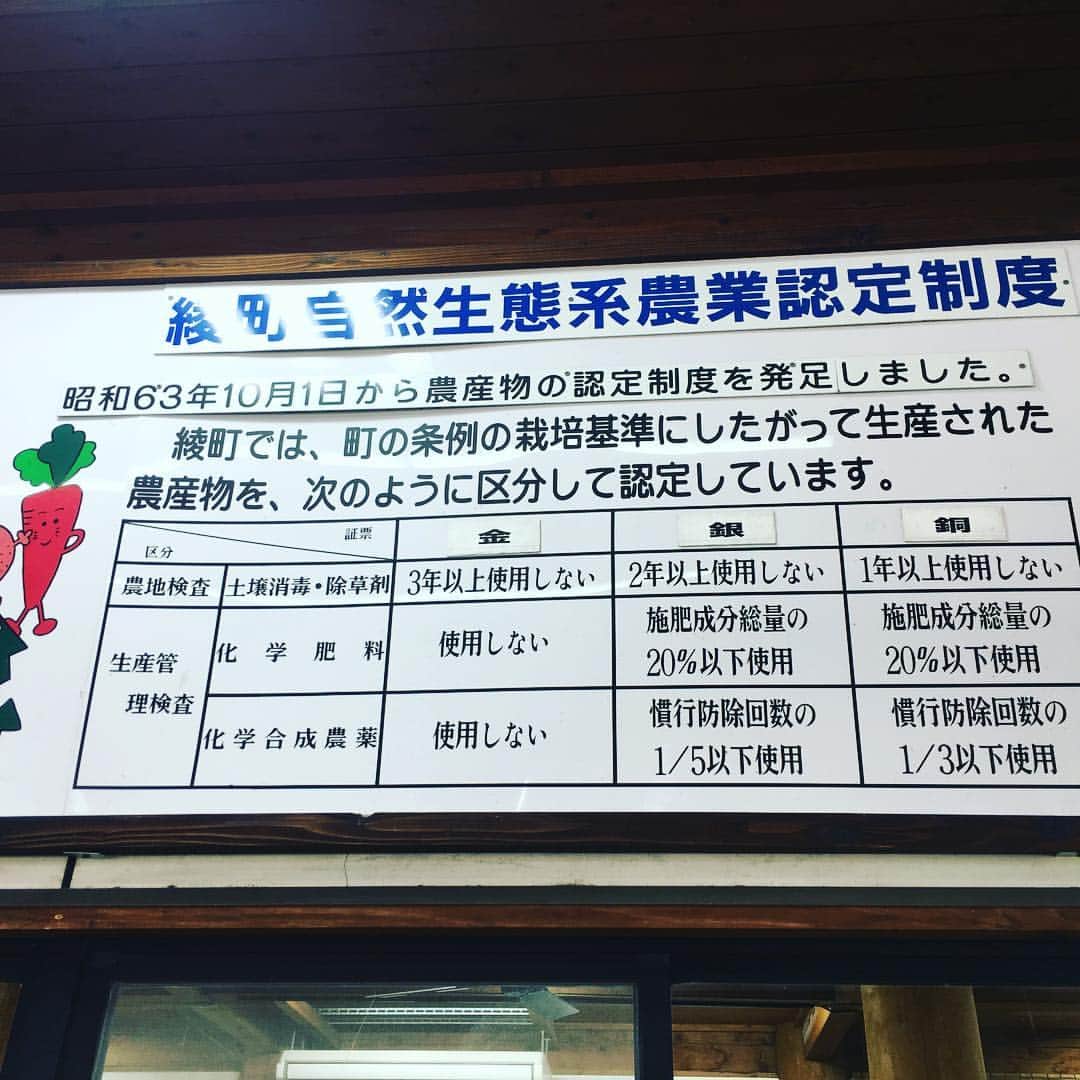 綾町自然生態系農業認定制度
昭和63年10月1日から農産物の認定制度を発足しました。
綾町では、町の条例の栽培基準にしたがって生産された
農産物を、次のように区分して認定しています。
証票
区分
金
銀
銅
農地検査
土壌消毒・除草剤
3年以上使用しない
2年以上使用しない
1年以上使用しない
生産管
理検査
化学肥料
使用しない
施肥成分総量の
20%以下使用
施肥成分総量の
20%以下使用
化学合成農薬
使用しない
慣行防除回数の
1/5以下使用
慣行防除回数の
1/3以下使用